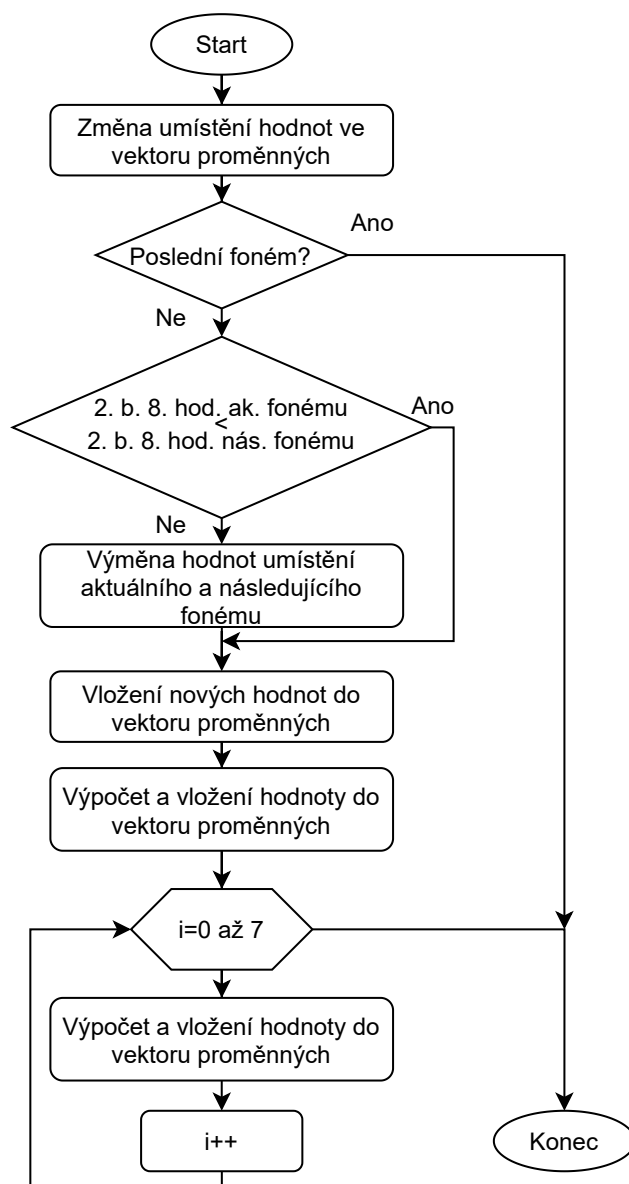 Start
Změna umístění hodnot ve
vektoru proměnných
Ano
Poslední foném?
Ne
2. b. 8. hod. ak. fonému
<
2. b. 8. hod. nás. fonému
Ano
Ne
Výměna hodnot umístění
aktuálního a následujícího
fonému
Vložení nových hodnot do
vektoru proměnných
Výpočet a vložení hodnoty do
vektoru proměnných
i=0 až 7
Výpočet a vložení hodnoty do
vektoru proměnných
i++
Konec